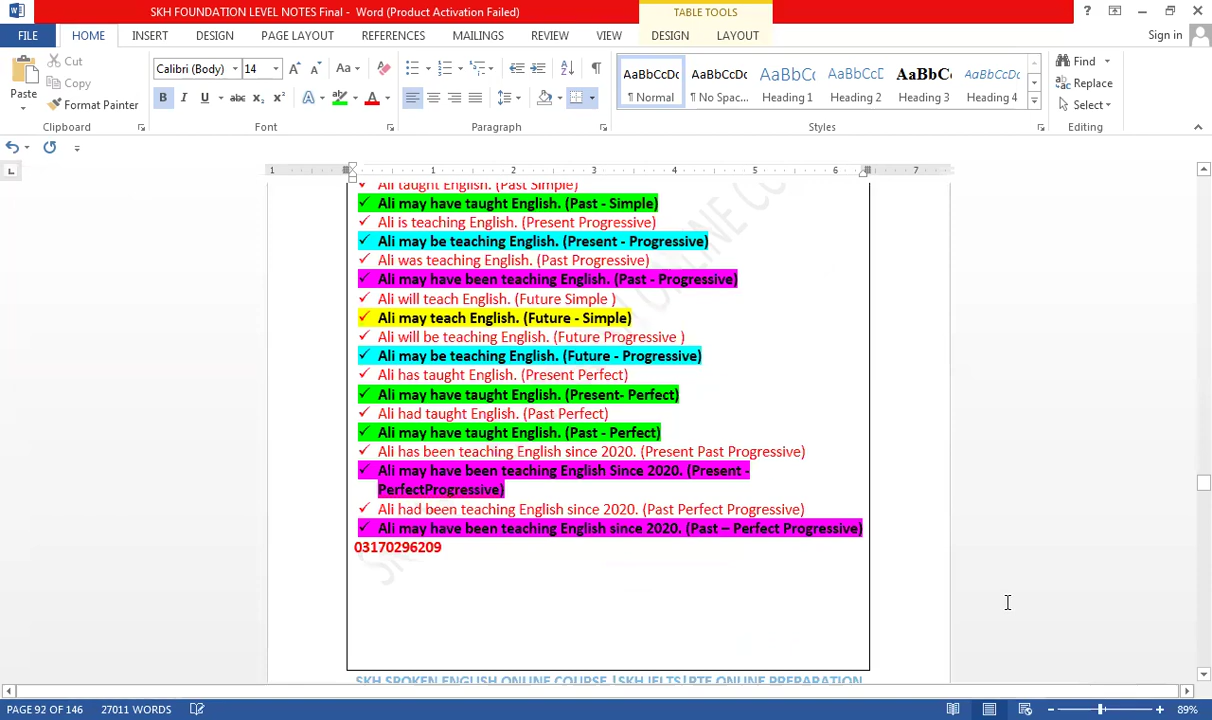 SKH FOUNDATION LEVEL NOTES Final - Word (Product Activation Failed)
TABLE TOOLS
FILE HOME INSERT DESIGN PAGE LAYOUT REFERENCES MAILINGS REVIEW VIEW DESIGN LAYOUT Sign in
Paste
Cut
Copy
Format Painter
Clipboard
Calibri (Body) 14
Font
Paragraph
AaBbCcDc AaBbCcDc AaBbCc AaBbCcD AaBbC AaBbCcD
¶ Normal ¶ No Spac... Heading 1 Heading 2 Heading 3 Heading 4
Styles
Find
Replace
Select
Editing
1 1 2 3 4 5 6 7
Ali taught English. (Past Simple)
Ali may have taught English. (Past - Simple)
Ali is teaching English. (Present Progressive)
Ali may be teaching English. (Present - Progressive)
Ali was teaching English. (Past Progressive)
Ali may have been teaching English. (Past - Progressive)
Ali will teach English. (Future Simple )
Ali may teach English. (Future - Simple)
Ali will be teaching English. (Future Progressive )
Ali may be teaching English. (Future - Progressive)
Ali has taught English. (Present Perfect)
Ali may have taught English. (Present- Perfect)
Ali had taught English. (Past Perfect)
Ali may have taught English. (Past - Perfect)
Ali has been teaching English since 2020. (Present Past Progressive)
Ali may have been teaching English Since 2020. (Present -
PerfectProgressive)
Ali had been teaching English since 2020. (Past Perfect Progressive)
Ali may have been teaching English since 2020. (Past – Perfect Progressive)
03170296209
SKH SPOKEN ENGLISH ONLINE COURSE |SKH IELTS|PTE ONLINE PREPARATION
PAGE 92 OF 146 27011 WORDS 89%